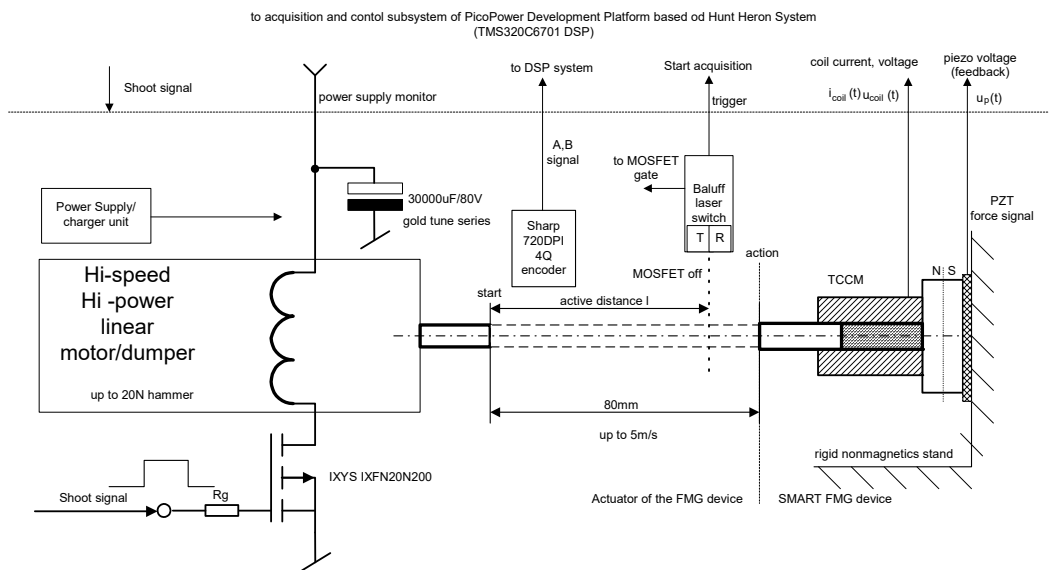 to acquisition and contol subsystem of PicoPower Development Platform based od Hunt Heron System
(TMS320C6701 DSP)
Shoot signal
power supply monitor
to DSP system
Start acquisition
trigger
coil current, voltage
i coil (t) u coil (t)
piezo voltage
(feedback)
u P (t)
A,B
signal
to MOSFET
gate
Baluff
laser
switch
T R
Power Supply/
charger unit
30000uF/80V
gold tune series
Sharp
720DPI
4Q
encoder
PZT
force signal
MOSFET off
action
Hi-speed
Hi -power
linear
motor/dumper
up to 20N hammer
start
active distance l
TCCM
N S
80mm
up to 5m/s
rigid nonmagnetics stand
IXYS IXFN20N200
Shoot signal
Rg
Actuator of the FMG device
SMART FMG device